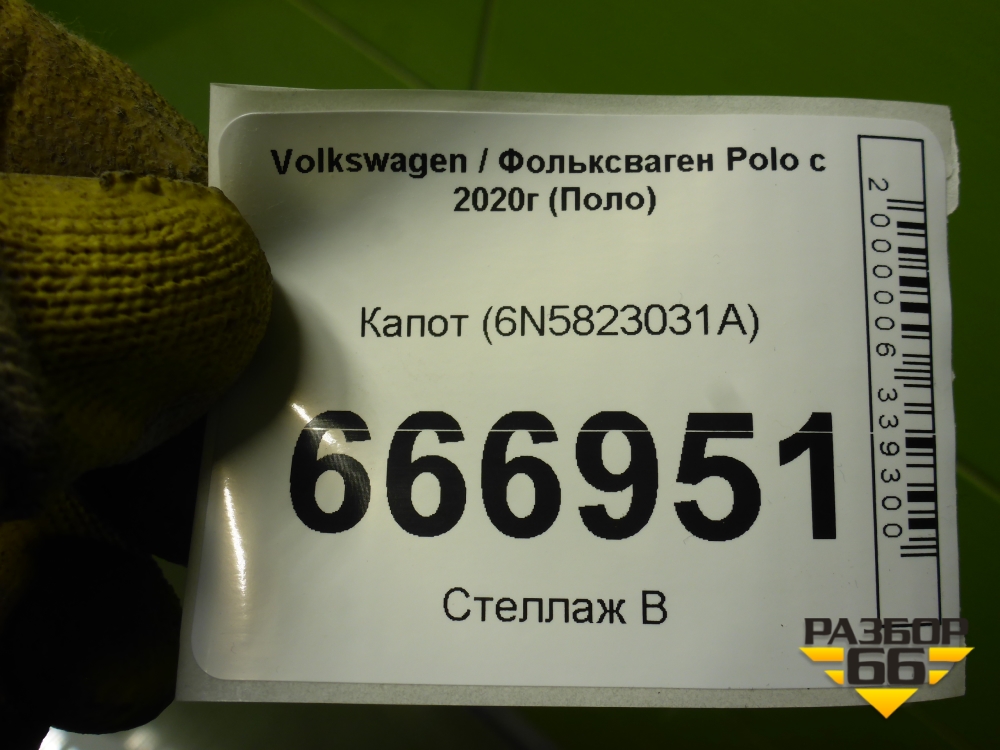 Volkswagen / Фольксваген Polo с
2020г (Поло)
Капот (6N5823031A)
666951
Стеллаж В
2000006339300
РАЗБОР
66